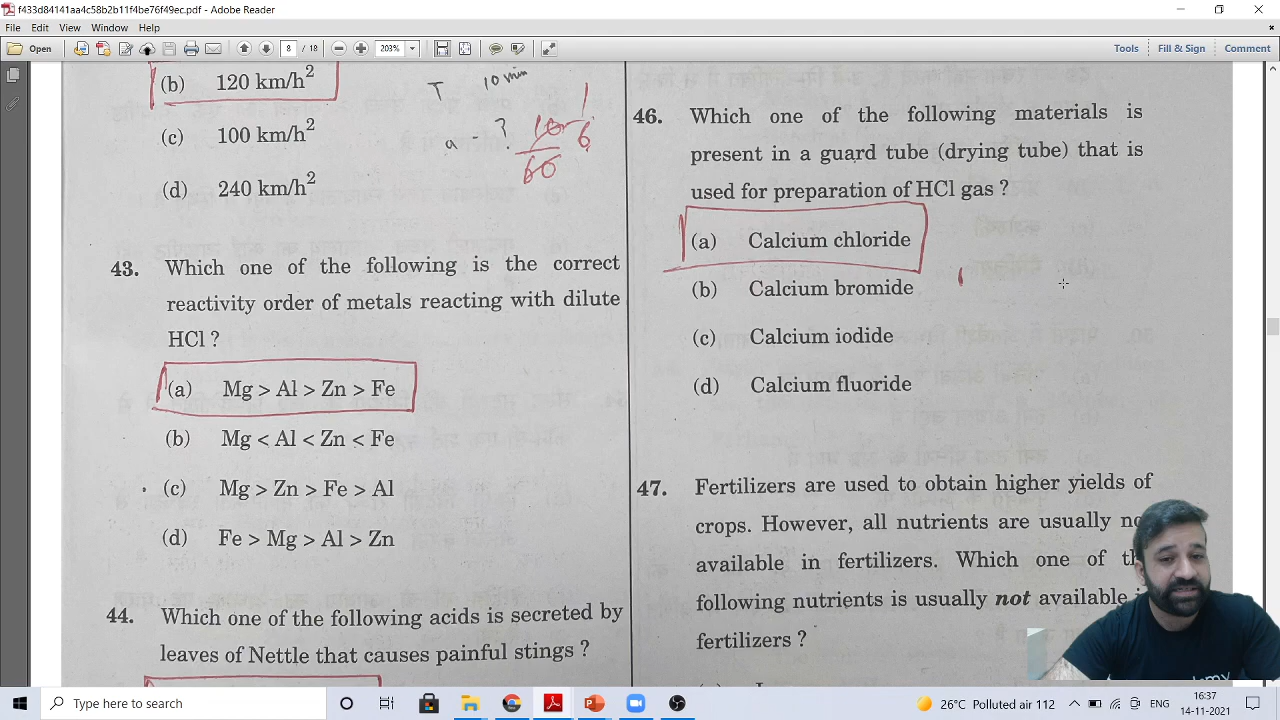 f433d84141aa4c58b2b11f4be76f49ec.pdf - Adobe Reader
File Edit View Window Help
Open 8 / 18 203% Tools Fill & Sign Comment
(b) 120 km/h²
(c) 100 km/h²
(d) 240 km/h²
T 10 min
a - ?
10 1
60 6
43. Which one of the following is the correct
reactivity order of metals reacting with dilute
HCl ?
(a) Mg > Al > Zn > Fe
(b) Mg < Al < Zn < Fe
(c) Mg > Zn > Fe > Al
(d) Fe > Mg > Al > Zn
44. Which one of the following acids is secreted by
leaves of Nettle that causes painful stings ?
46. Which one of the following materials is
present in a guard tube (drying tube) that is
used for preparation of HCl gas ?
(a) Calcium chloride
(b) Calcium bromide
(c) Calcium iodide
(d) Calcium fluoride
47. Fertilizers are used to obtain higher yields of
crops. However, all nutrients are usually
available in fertilizers. Which one of
following nutrients is usually not available
fertilizers ?
Type here to search
26°C Polluted air 112 ENG 16:37
14-11-2021